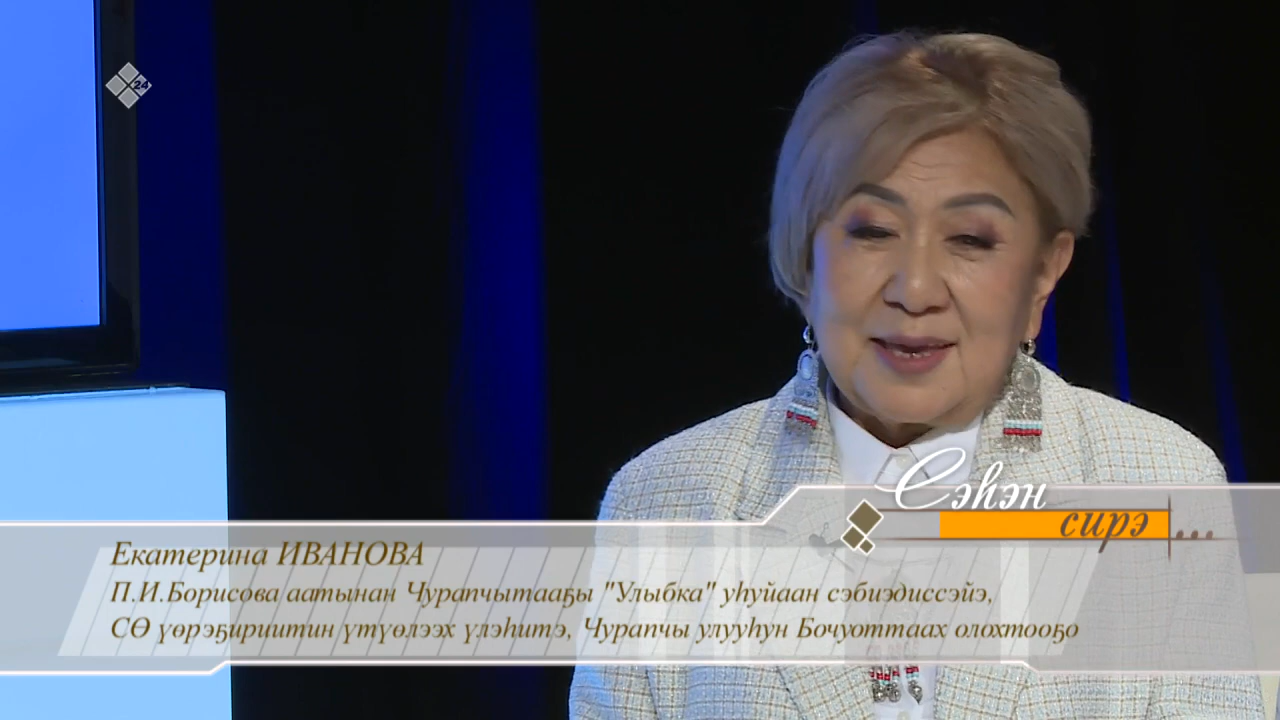 24
Сэһэн
сирэ...
Екатерина ИВАНОВА
П.И.Борисова аатынан Чурапчытааҕы "Улыбка" уһуйаан сэбиэдиссэйэ,
СӨ үөрэҕириитин үтүөлээх үлэһитэ, Чурапчы улууһун Бочуоттаах олохтооҕо